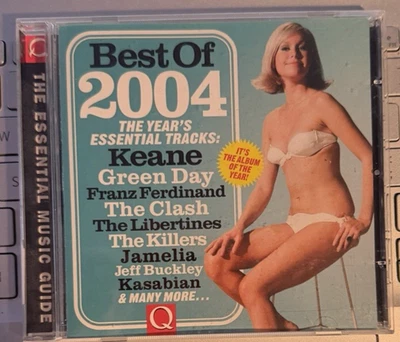 Q
THE ESSENTIAL MUSIC GUIDE
Best Of
2004
THE YEAR'S
ESSENTIAL TRACKS:
Keane
Green Day
Franz Ferdinand
The Clash
The Libertines
The Killers
Jamelia
Jeff Buckley
Kasabian
& MANY MORE...
IT'S
THE ALBUM
OF THE
YEAR!
Q